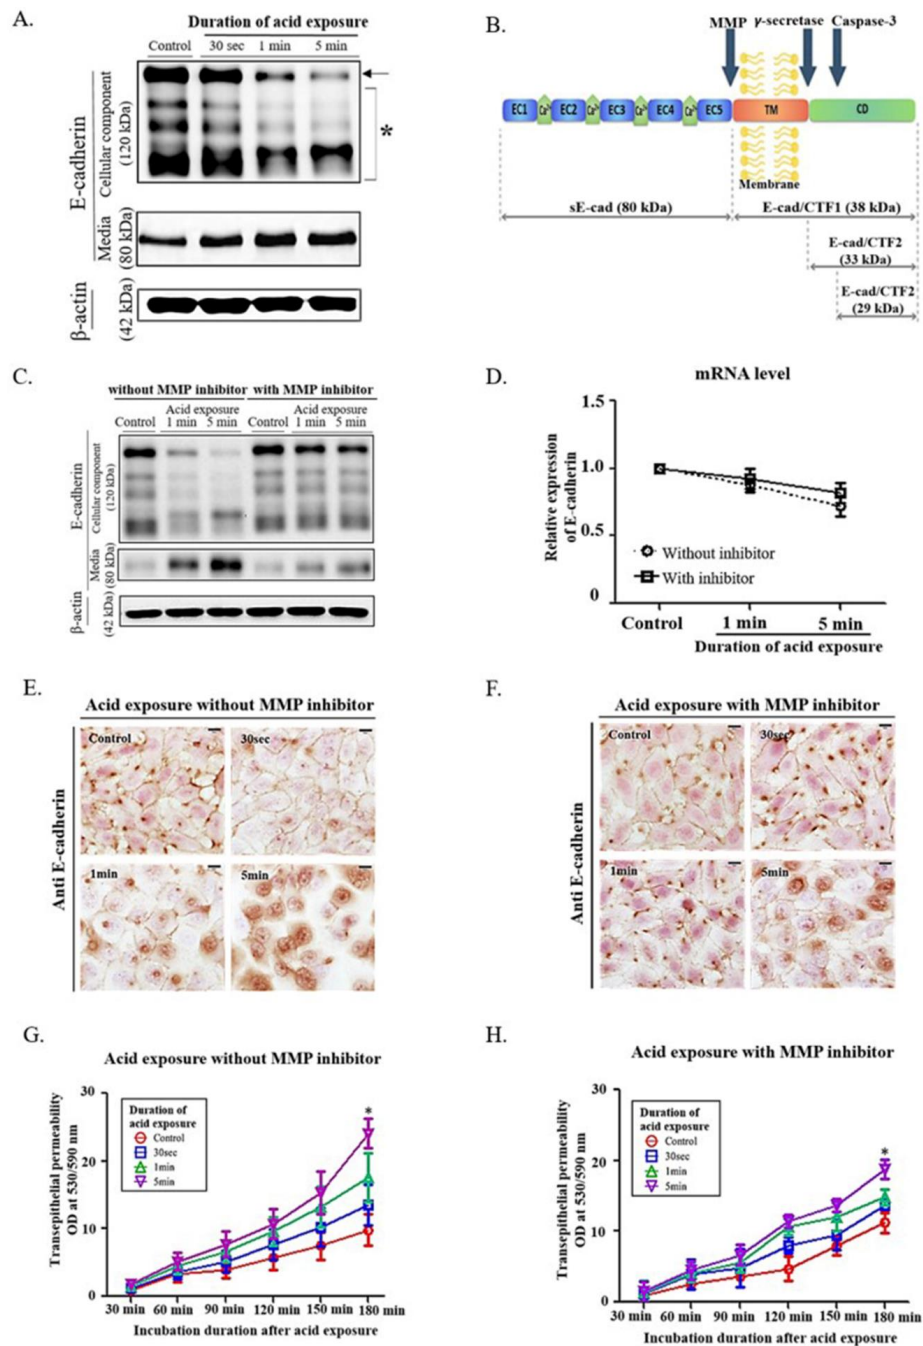 A.
Duration of acid exposure
Control 30 sec 1 min 5 min
E-cadherin
Cellular component
(120 kDa)
*
Media
(80 kDa)
β-actin
(42 kDa)
B.
MMP γ-secretase Caspase-3
EC1 Ca²⁺ EC2 Ca²⁺ EC3 Ca²⁺ EC4 Ca²⁺ EC5 TM CD
Membrane
sE-cad (80 kDa) E-cad/CTF1 (38 kDa)
E-cad/CTF2
(33 kDa)
E-cad/CTF2
(29 kDa)
C.
without MMP inhibitor with MMP inhibitor
Acid exposure Acid exposure
Control 1 min 5 min Control 1 min 5 min
E-cadherin
Cellular component
(120 kDa)
Media
(80 kDa)
β-actin
(42 kDa)
D.
mRNA level
Relative expression
of E-cadherin
1.0
0.5
0
Without inhibitor
With inhibitor
Control 1 min 5 min
Duration of acid exposure
E.
Acid exposure without MMP inhibitor
Anti E-cadherin
Control 30sec
1min 5min
F.
Acid exposure with MMP inhibitor
Anti E-cadherin
Control 30sec
1min 5min
G.
Acid exposure without MMP inhibitor
Transepithelial permeability
OD at 530/590 nm
30
20
10
0
Duration of
acid exposure
Control
30sec
1min
5min
*
30 min 60 min 90 min 120 min 150 min 180 min
Incubation duration after acid exposure
H.
Acid exposure with MMP inhibitor
Transepithelial permeability
OD at 530/590 nm
30
20
10
0
Duration of
acid exposure
Control
30sec
1min
5min
*
30 min 60 min 90 min 120 min 150 min 180 min
Incubation duration after acid exposure